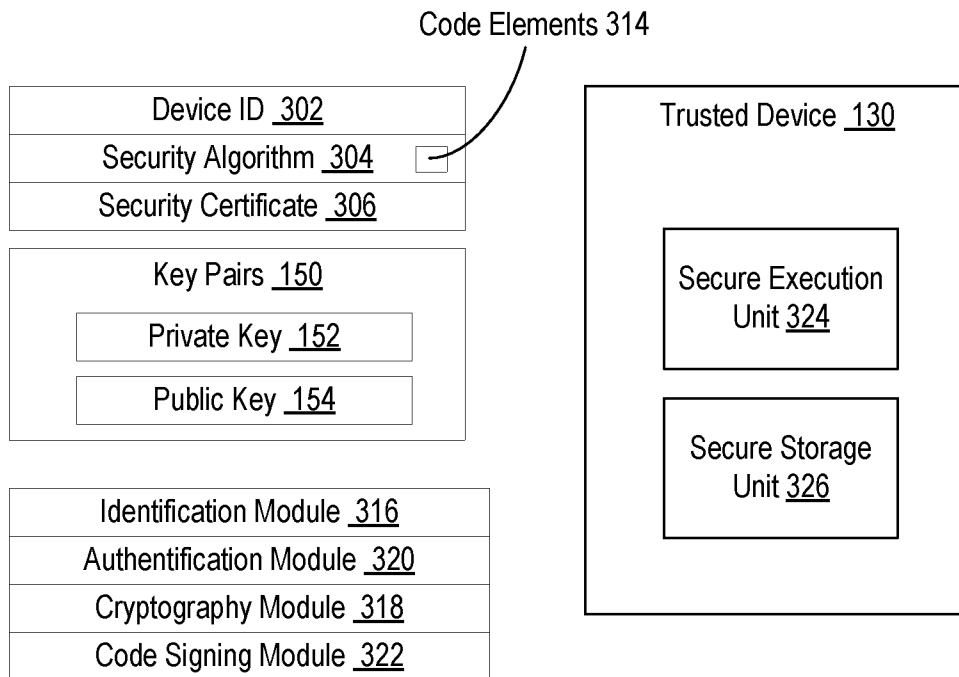 Code Elements 314
Device ID 302
Security Algorithm 304
Security Certificate 306
Key Pairs 150
Private Key 152
Public Key 154
Identification Module 316
Authentification Module 320
Cryptography Module 318
Code Signing Module 322
Trusted Device 130
Secure Execution
Unit 324
Secure Storage
Unit 326